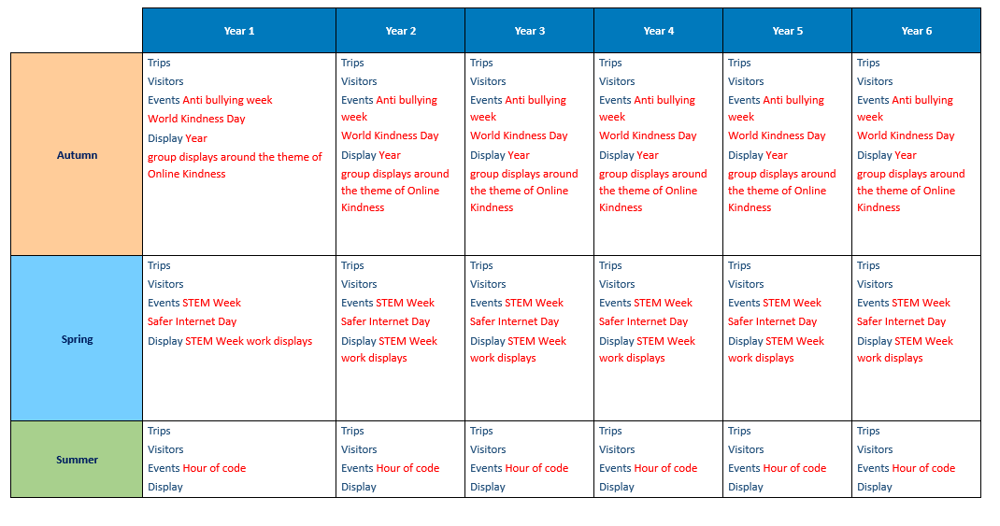 Year 1
Year 2
Year 3
Year 4
Year 5
Year 6
Autumn
Trips
Visitors
Events Anti bullying week
World Kindness Day
Display Year
group displays around the theme of
Online Kindness
Trips
Visitors
Events Anti bullying
week
World Kindness Day
Display Year
group displays around
the theme of Online
Kindness
Trips
Visitors
Events Anti bullying
week
World Kindness Day
Display Year
group displays around
the theme of Online
Kindness
Trips
Visitors
Events Anti bullying
week
World Kindness Day
Display Year
group displays around
the theme of Online
Kindness
Trips
Visitors
Events Anti bullying
week
World Kindness Day
Display Year
group displays around
the theme of Online
Kindness
Trips
Visitors
Events Anti bullying
week
World Kindness Day
Display Year
group displays around
the theme of Online
Kindness
Spring
Trips
Visitors
Events STEM Week
Safer Internet Day
Display STEM Week work displays
Trips
Visitors
Events STEM Week
Safer Internet Day
Display STEM Week
work displays
Trips
Visitors
Events STEM Week
Safer Internet Day
Display STEM Week
work displays
Trips
Visitors
Events STEM Week
Safer Internet Day
Display STEM Week
work displays
Trips
Visitors
Events STEM Week
Safer Internet Day
Display STEM Week
work displays
Trips
Visitors
Events STEM Week
Safer Internet Day
Display STEM Week
work displays
Summer
Trips
Visitors
Events Hour of code
Display
Trips
Visitors
Events Hour of code
Display
Trips
Visitors
Events Hour of code
Display
Trips
Visitors
Events Hour of code
Display
Trips
Visitors
Events Hour of code
Display
Trips
Visitors
Events Hour of code
Display